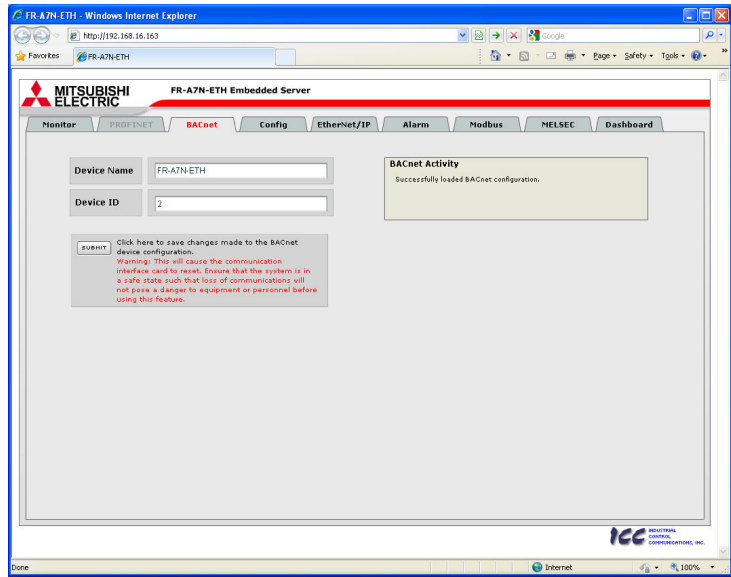 FR-A7N-ETH - Windows Internet Explorer
http://192.168.16.163
Google
Favorites FR-A7N-ETH Page Safety Tools »
MITSUBISHI
ELECTRIC
FR-A7N-ETH Embedded Server
Monitor PROFINET BACnet Config EtherNet/IP Alarm Modbus MELSEC Dashboard
Device Name FR-A7N-ETH
Device ID 2
BACnet Activity
Successfully loaded BACnet configuration.
SUBMIT
Click here to save changes made to the BACnet
device configuration.
Warning: This will cause the communication
interface card to reset. Ensure that the system is in
a safe state such that loss of communications will
not pose a danger to equipment or personnel before
using this feature.
ICC
INDUSTRIAL
CONTROL
COMMUNICATIONS, INC.
Done Internet 100%